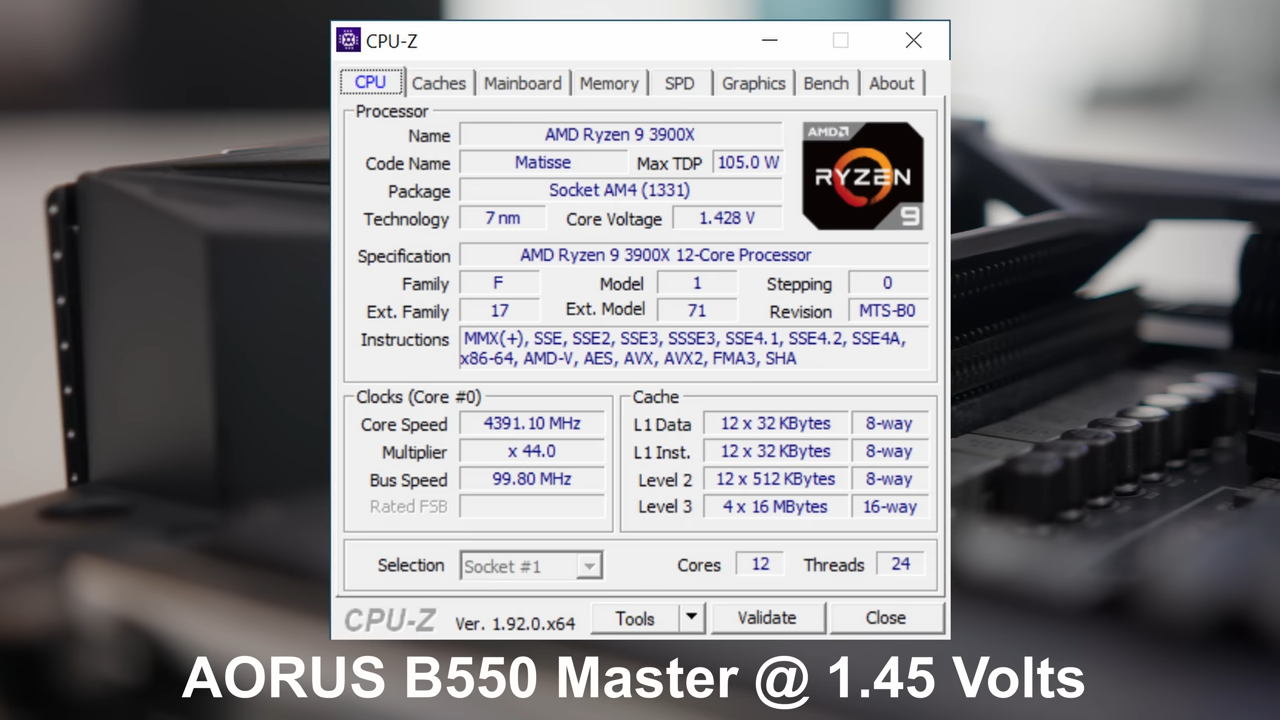 CPU-Z
CPU Caches Mainboard Memory SPD Graphics Bench About
Processor
Name AMD Ryzen 9 3900X
Code Name Matisse Max TDP 105.0 W
Package Socket AM4 (1331)
Technology 7 nm Core Voltage 1.428 V
AMD
RYZEN
9
Specification AMD Ryzen 9 3900X 12-Core Processor
Family F Model 1 Stepping 0
Ext. Family 17 Ext. Model 71 Revision MTS-B0
Instructions MMX(+), SSE, SSE2, SSE3, SSSE3, SSE4.1, SSE4.2, SSE4A,
x86-64, AMD-V, AES, AVX, AVX2, FMA3, SHA
Clocks (Core #0)
Core Speed 4391.10 MHz
Multiplier x 44.0
Bus Speed 99.80 MHz
Rated FSB
Cache
L1 Data 12 x 32 KBytes 8-way
L1 Inst. 12 x 32 KBytes 8-way
Level 2 12 x 512 KBytes 8-way
Level 3 4 x 16 MBytes 16-way
Selection Socket #1 Cores 12 Threads 24
CPU-Z Ver. 1.92.0.x64 Tools Validate Close
AORUS B550 Master @ 1.45 Volts